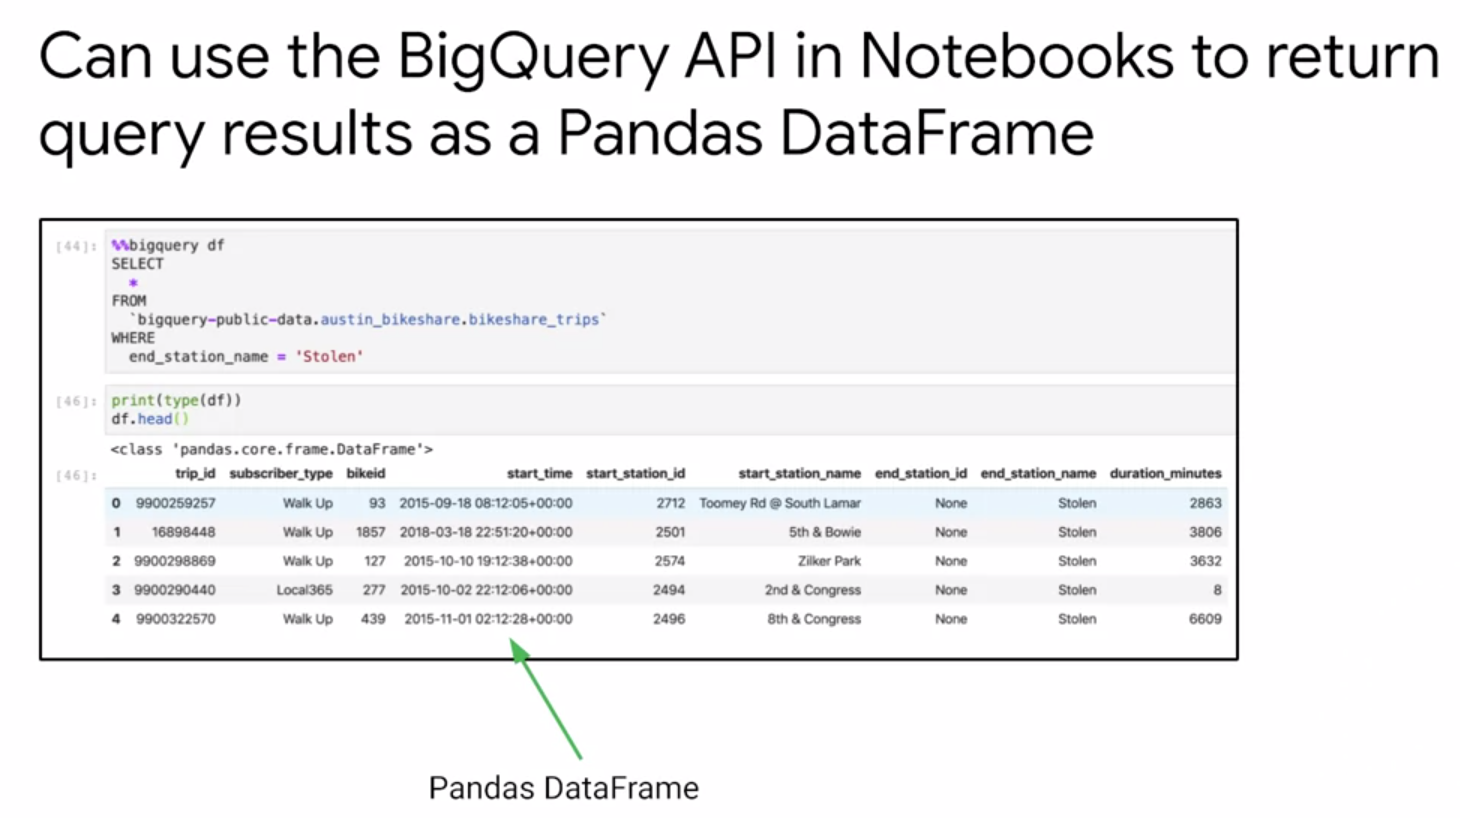 Can use the BigQuery API in Notebooks to return
query results as a Pandas DataFrame
[44]: %%bigquery df
SELECT
*
FROM
`bigquery-public-data.austin_bikeshare.bikeshare_trips`
WHERE
end_station_name = 'Stolen'
[46]: print(type(df))
df.head()
<class 'pandas.core.frame.DataFrame'>
[46]: trip_id subscriber_type bikeid start_time start_station_id start_station_name end_station_id end_station_name duration_minutes
0 9900259257 Walk Up 93 2015-09-18 08:12:05+00:00 2712 Toomey Rd @ South Lamar None Stolen 2863
1 16898448 Walk Up 1857 2018-03-18 22:51:20+00:00 2501 5th & Bowie None Stolen 3806
2 9900298869 Walk Up 127 2015-10-10 19:12:38+00:00 2574 Zilker Park None Stolen 3632
3 9900290440 Local365 277 2015-10-02 22:12:06+00:00 2494 2nd & Congress None Stolen 8
4 9900322570 Walk Up 439 2015-11-01 02:12:28+00:00 2496 8th & Congress None Stolen 6609
Pandas DataFrame